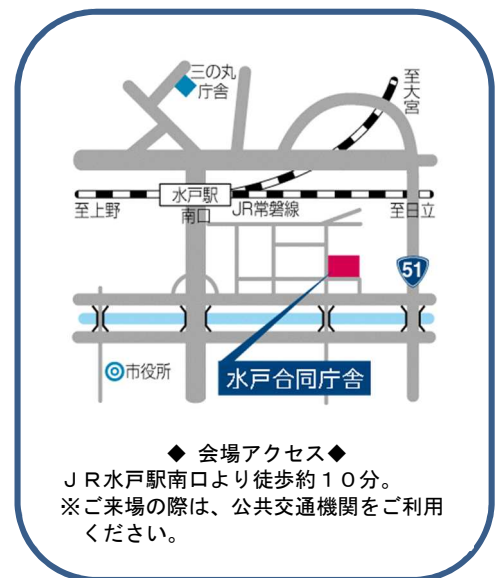 三の丸
庁舎
至大宮
水戸駅
至上野
南口
JR常磐線
至日立
51
市役所
水戸合同庁舎
◆ 会場アクセス◆
ＪＲ水戸駅南口より徒歩約１０分。
※ご来場の際は、公共交通機関をご利用
ください。